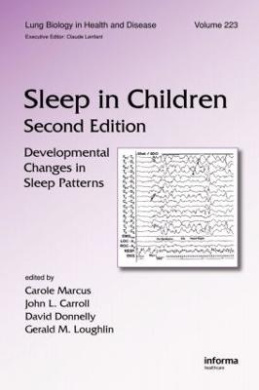 Lung Biology in Health and Disease Volume 223
Executive Editor: Claude Lenfant
Sleep in Children
Second Edition
Developmental
Changes in
Sleep Patterns
edited by
Carole Marcus
John L. Carroll
David Donnelly
Gerald M. Loughlin
informa
healthcare